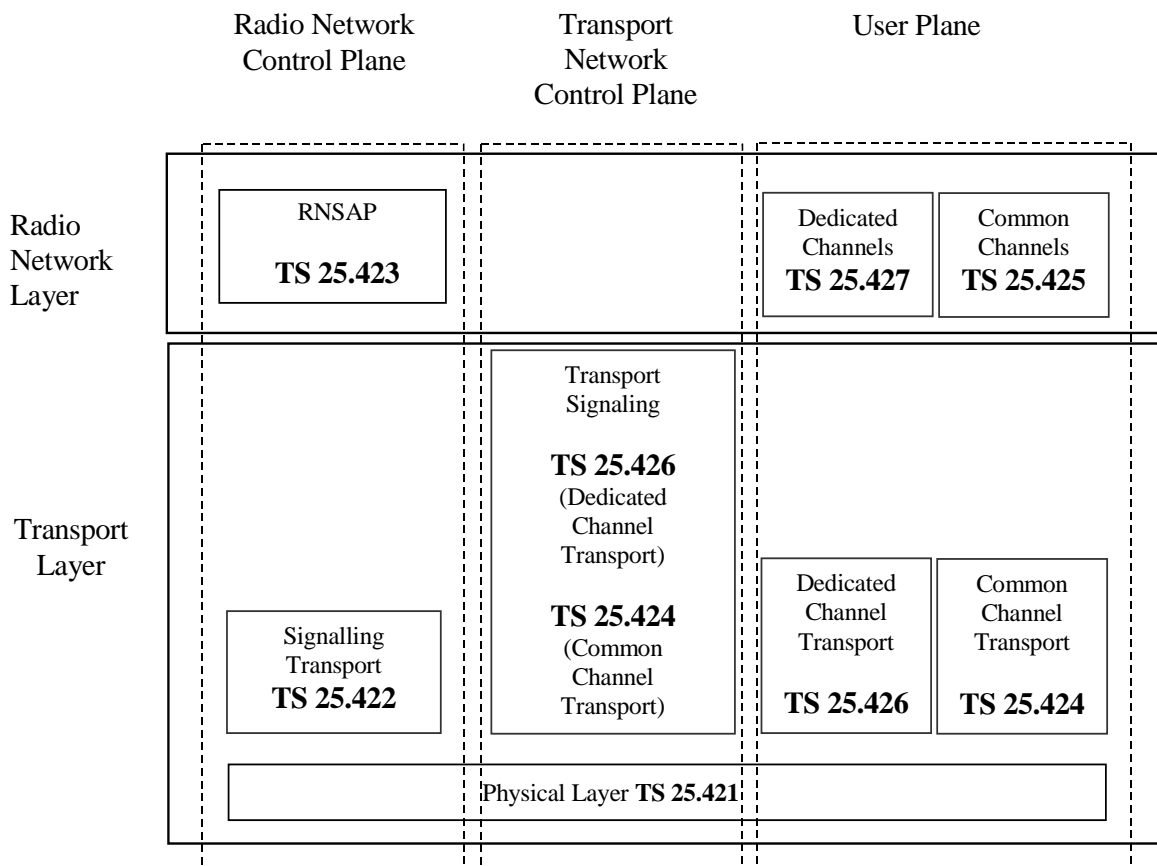 Radio Network
Control Plane
Transport
Network
Control Plane
User Plane
Radio
Network
Layer
RNSAP
TS 25.423
Dedicated
Channels
TS 25.427
Common
Channels
TS 25.425
Transport
Layer
Signalling
Transport
TS 25.422
Transport
Signaling
TS 25.426
(Dedicated
Channel
Transport)
TS 25.424
(Common
Channel
Transport)
Dedicated
Channel
Transport
TS 25.426
Common
Channel
Transport
TS 25.424
Physical Layer TS 25.421